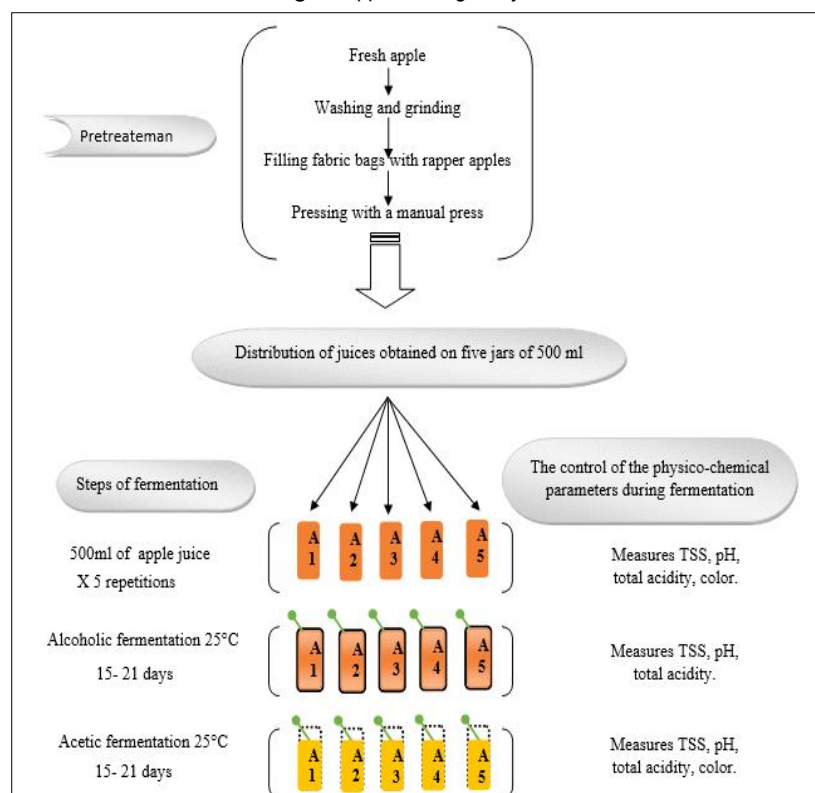 Fresh apple
Washing and grinding
Pretreateman
Filling fabric bags with rapper apples
Pressing with a manual press
Distribution of juices obtained on five jars of 500 ml
Steps of fermentation
The control of the physico-chemical
parameters during fermentation
500ml of apple juice
X 5 repetitions
A A A A A
1 2 3 4 5
Measures TSS, pH,
total acidity, color.
Alcoholic fermentation 25°C
15- 21 days
A A A A A
1 2 3 4 5
Measures TSS, pH,
total acidity.
Acetic fermentation 25°C
15- 21 days
A A A A A
1 2 3 4 5
Measures TSS, pH,
total acidity, color.